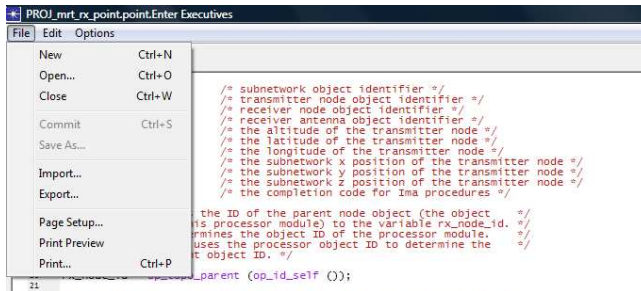 PROJ_mrt_rx_point.point.Enter Executives
File Edit Options
New Ctrl+N
Open... Ctrl+O
Close Ctrl+W
Commit Ctrl+S
Save As...
Import...
Export...
Page Setup...
Print Preview
Print... Ctrl+P
/* subnetwork object identifier */
/* transmitter node object identifier */
/* receiver node object identifier */
/* receiver antenna object identifier */
/* the altitude of the transmitter node */
/* the latitude of the transmitter node */
/* the longitude of the transmitter node */
/* the subnetwork x position of the transmitter node */
/* the subnetwork y position of the transmitter node */
/* the subnetwork z position of the transmitter node */
/* the completion code for Ima procedures */
the ID of the parent node object (the object */
is processor module) to the variable rx_node_id. */
rmines the object ID of the processor module. */
uses the processor object ID to determine the */
t object ID. */
parent (op_id_self ());
21